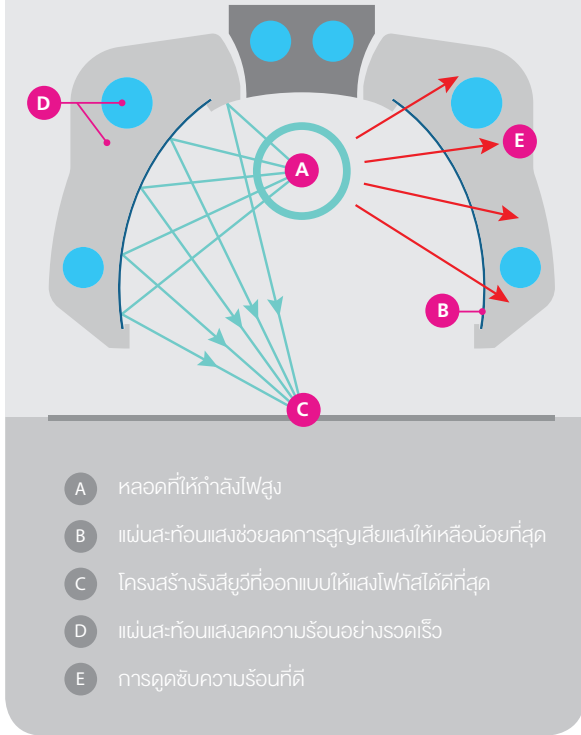 D
A
E
B
C
A หลอดที่ให้กำลังไฟสูง
B แผ่นสะท้อนแสงช่วยลดการสูญเสียแสงให้เหลือน้อยที่สุด
C โครงสร้างรังสียูวีที่ออกแบบให้แสงโฟกัสได้ดีที่สุด
D แผ่นสะท้อนแสงลดความร้อนอย่างรวดเร็ว
E การดูดซับความร้อนที่ดี